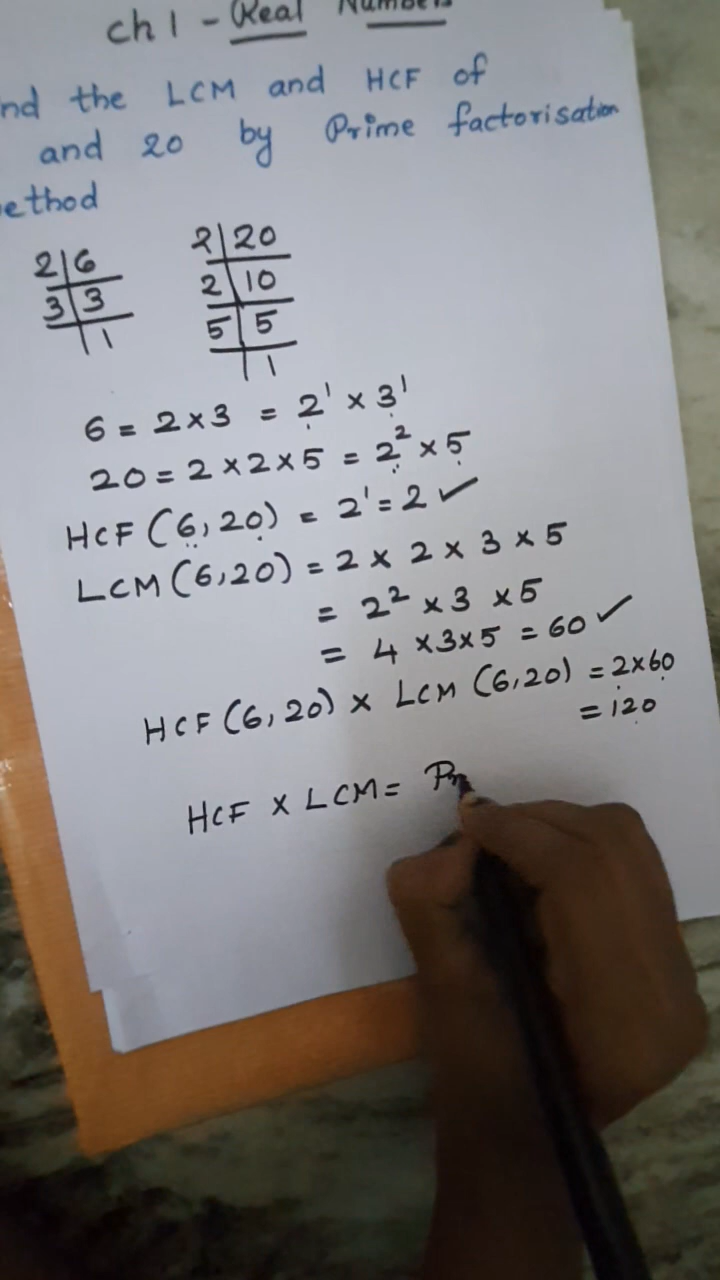 ch 1 - Real Numbers
nd the LCM and HCF of
and 20 by Prime factorisation
ethod
2 6
3 3
1
2 20
2 10
5 5
1
6 = 2 × 3 = 2¹ × 3¹
20 = 2 × 2 × 5 = 2² × 5
HCF (6, 20) = 2¹ = 2 ✓
LCM (6, 20) = 2 × 2 × 3 × 5
= 2² × 3 × 5
= 4 × 3 × 5 = 60 ✓
HCF (6, 20) × LCM (6, 20) = 2 × 60
= 120
HCF × LCM = Pr